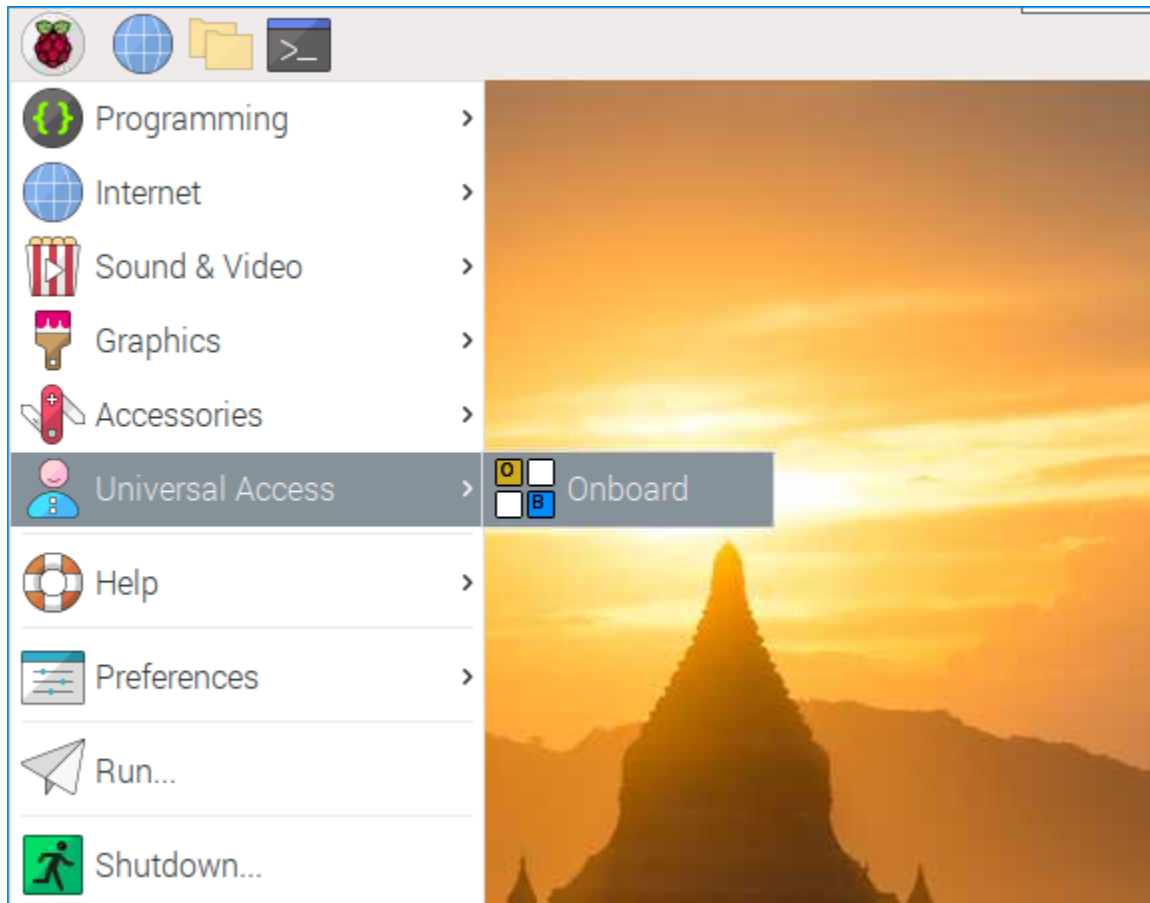 >_
Programming
Internet
Sound & Video
Graphics
Accessories
Universal Access
O
B
Onboard
Help
Preferences
Run...
Shutdown...